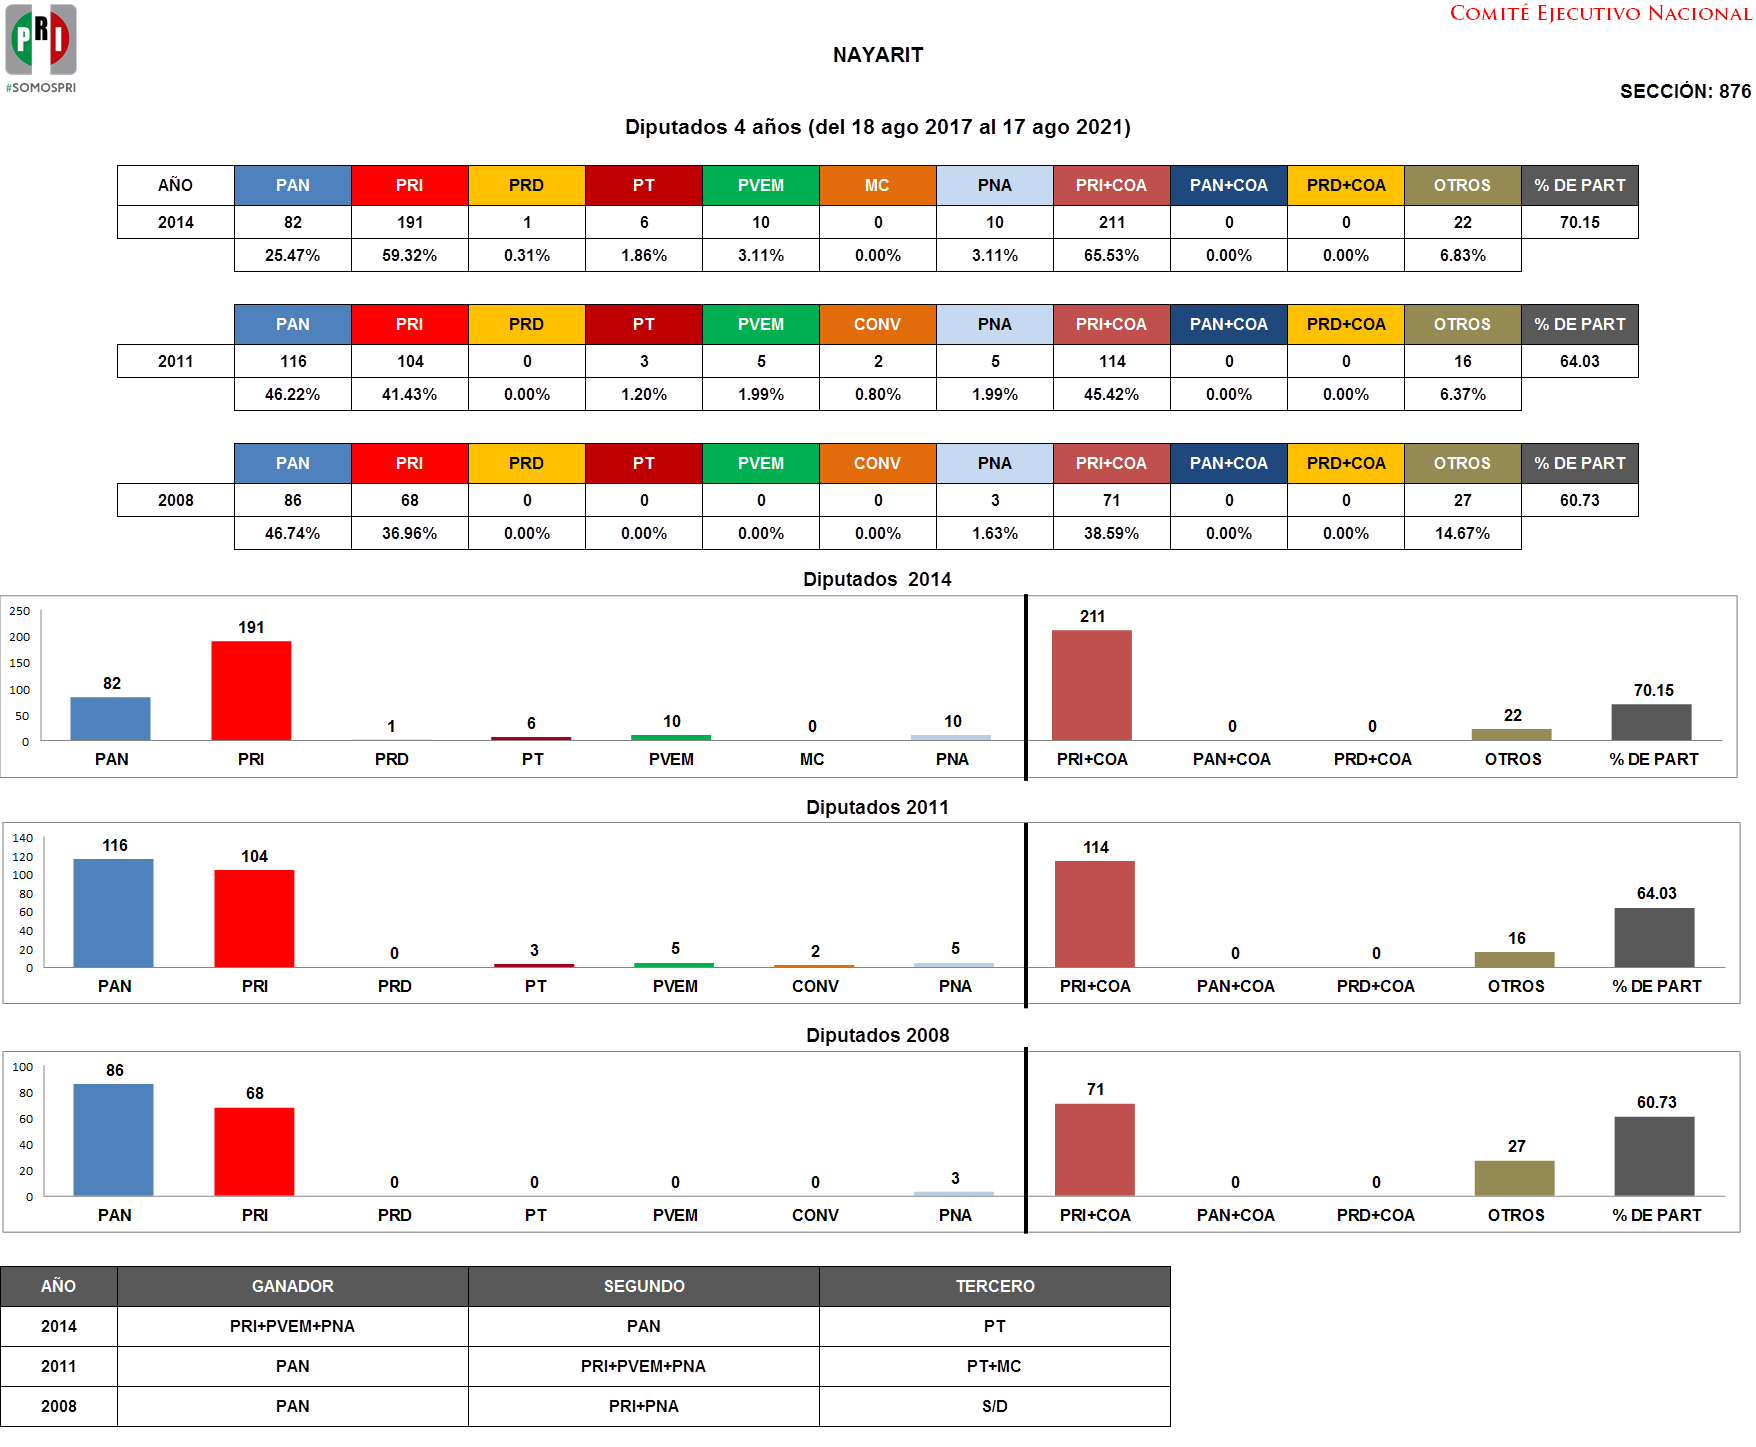 PRI
#SOMOSPRI
COMITÉ EJECUTIVO NACIONAL
NAYARIT
SECCIÓN: 876
Diputados 4 años (del 18 ago 2017 al 17 ago 2021)
AÑO PAN PRI PRD PT PVEM MC PNA PRI+COA PAN+COA PRD+COA OTROS % DE PART
2014 82 191 1 6 10 0 10 211 0 0 22 70.15
25.47% 59.32% 0.31% 1.86% 3.11% 0.00% 3.11% 65.53% 0.00% 0.00% 6.83%
PAN PRI PRD PT PVEM CONV PNA PRI+COA PAN+COA PRD+COA OTROS % DE PART
2011 116 104 0 3 5 2 5 114 0 0 16 64.03
46.22% 41.43% 0.00% 1.20% 1.99% 0.80% 1.99% 45.42% 0.00% 0.00% 6.37%
PAN PRI PRD PT PVEM CONV PNA PRI+COA PAN+COA PRD+COA OTROS % DE PART
2008 86 68 0 0 0 0 3 71 0 0 27 60.73
46.74% 36.96% 0.00% 0.00% 0.00% 0.00% 1.63% 38.59% 0.00% 0.00% 14.67%
Diputados 2014
250
200
150
100
50
0
82 191 1 6 10 0 10 211 0 0 22 70.15
PAN PRI PRD PT PVEM MC PNA PRI+COA PAN+COA PRD+COA OTROS % DE PART
Diputados 2011
140
120
100
80
60
40
20
0
116 104 0 3 5 2 5 114 0 0 16 64.03
PAN PRI PRD PT PVEM CONV PNA PRI+COA PAN+COA PRD+COA OTROS % DE PART
Diputados 2008
100
80
60
40
20
0
86 68 0 0 0 0 3 71 0 0 27 60.73
PAN PRI PRD PT PVEM CONV PNA PRI+COA PAN+COA PRD+COA OTROS % DE PART
AÑO GANADOR SEGUNDO TERCERO
2014 PRI+PVEM+PNA PAN PT
2011 PAN PRI+PVEM+PNA PT+MC
2008 PAN PRI+PNA S/D